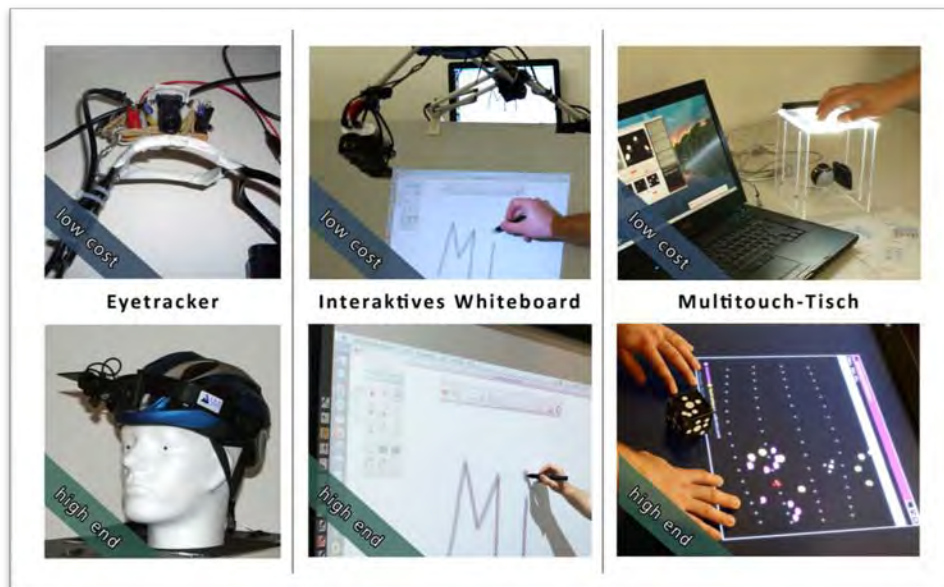 low cost
low cost
low cost
Eyetracker
Interaktives Whiteboard
Multitouch-Tisch
high end
high end
high end